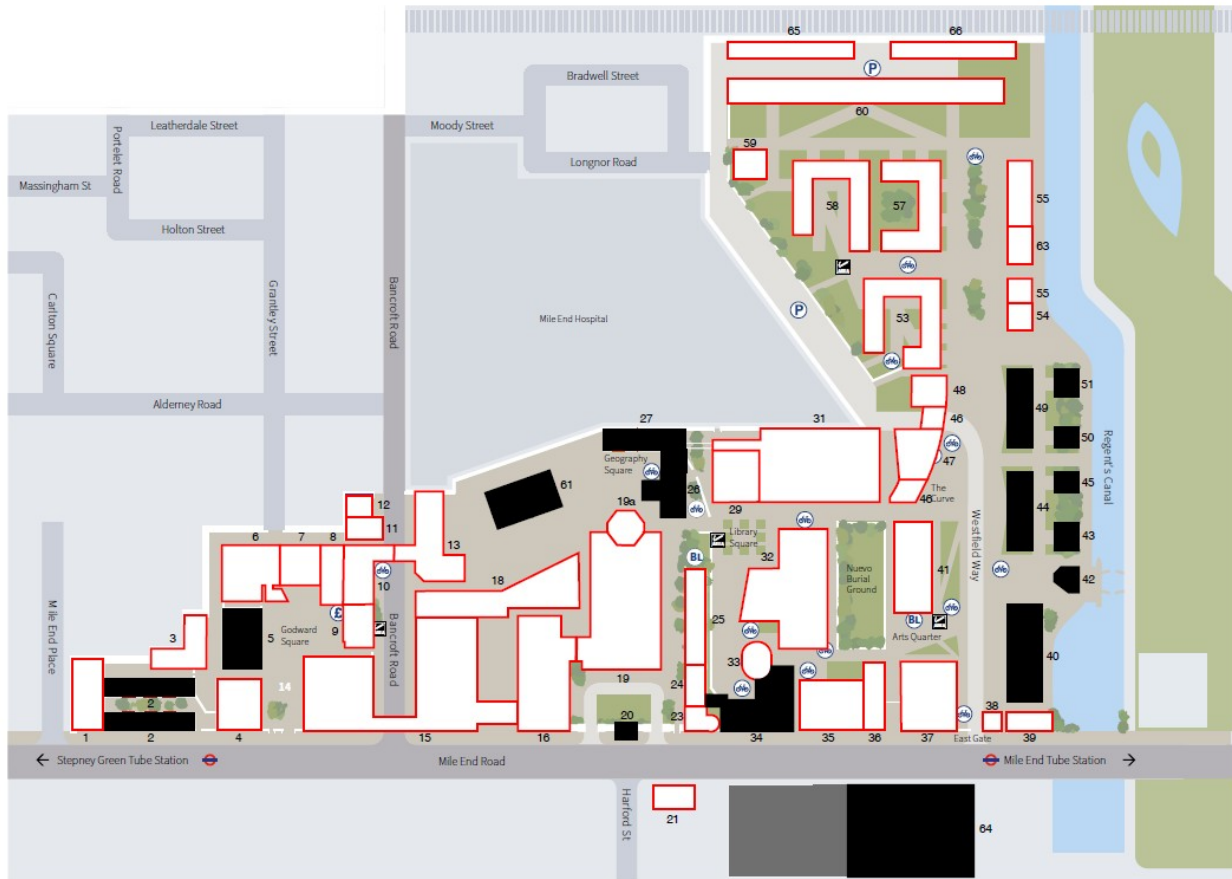 65
66
P
Bradwell Street
60
Leatherdale Street
Moody Street
Portelet Road
59
Longnor Road
Massingham St
58
57
55
Holton Street
63
Carlton Square
Grantley Street
Bancroft Road
Mile End Hospital
P
53
55
54
51
48
49
Alderney Road
46
50
27
31
47
Regent's Canal
Geography
Square
61
26
The
Curve
46
45
12
19a
29
44
11
Library
Square
43
6
7
8
13
32
Westfield Way
BL
41
42
10
18
Nuevo
Burial
Ground
£
25
BL
Mile End Place
3
5
Godward
Square
9
Bancroft Road
Arts Quarter
40
33
14
19
24
2
20
23
38
1
2
4
15
16
34
35
36
37
East Gate
39
← Stepney Green Tube Station
Mile End Road
Mile End Tube Station →
Harford St
21
64